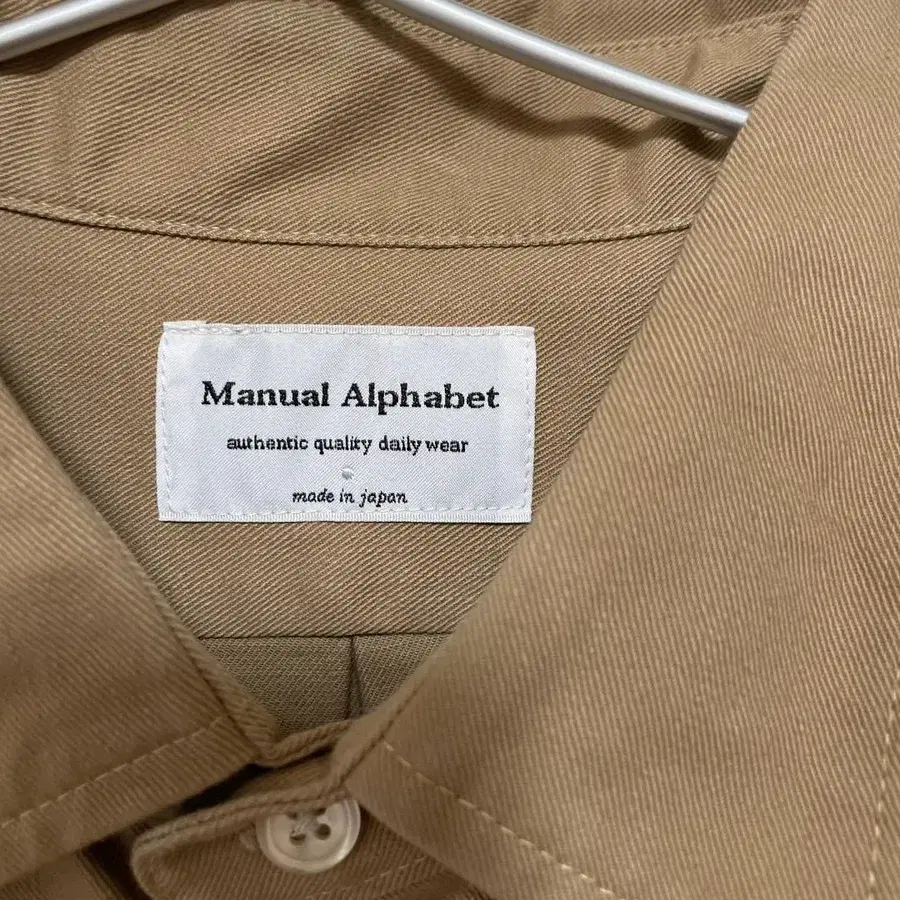 Manual Alphabet
authentic quality daily wear
made in japan